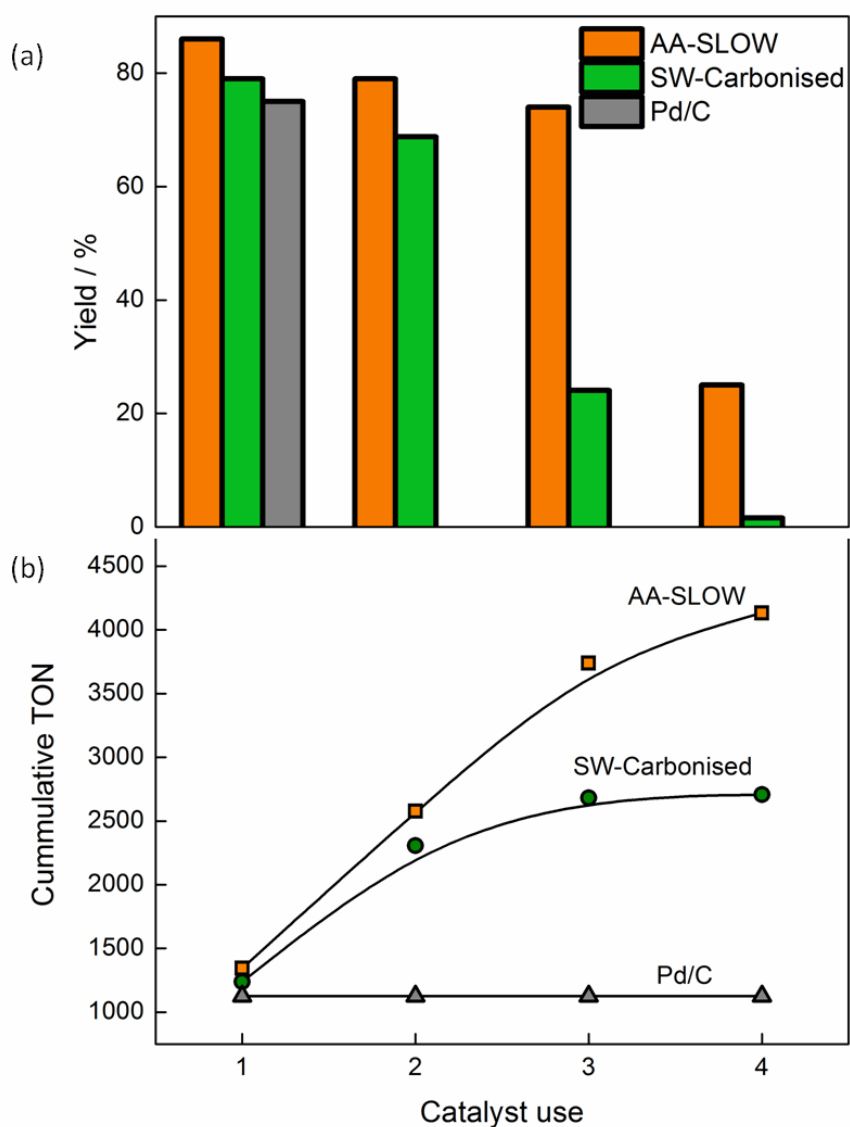 (a)
AA-SLOW
SW-Carbonised
Pd/C
80
60
40
20
0
Yield / %
(b)
4500
4000
3500
3000
2500
2000
1500
1000
Cummulative TON
AA-SLOW
SW-Carbonised
Pd/C
1 2 3 4
Catalyst use